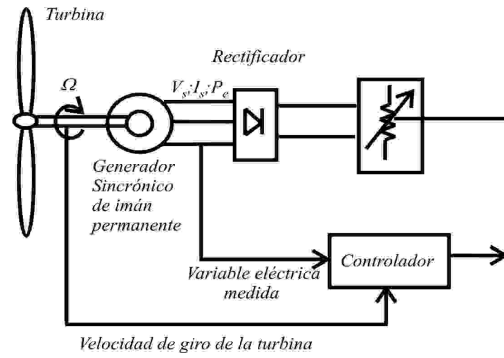 Turbina
Ω
V_s;I_s;P_e
Rectificador
Generador
Sincrónico
de imán
permanente
Variable eléctrica
medida
Controlador
Velocidad de giro de la turbina